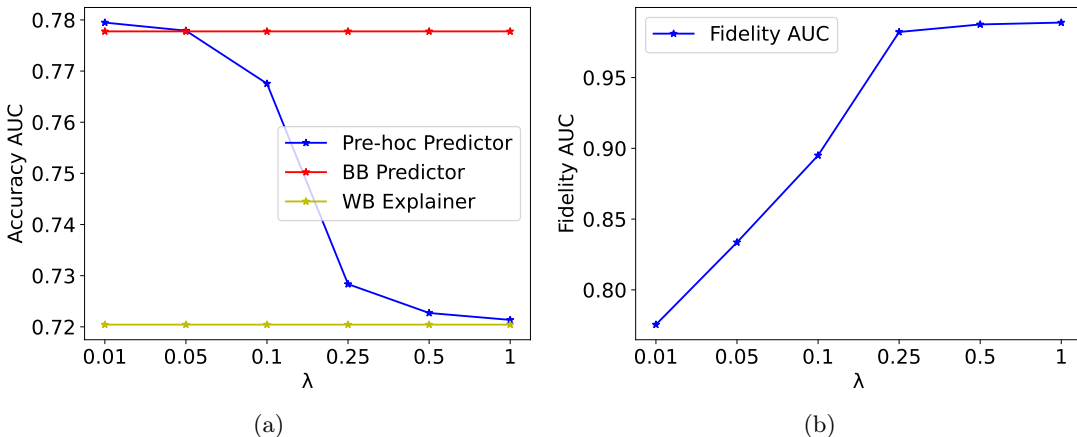 0.78
0.77
0.76
0.75
0.74
0.73
0.72
Accuracy AUC
Pre-hoc Predictor
BB Predictor
WB Explainer
0.01 0.05 0.1 0.25 0.5 1
λ
(a)
Fidelity AUC
0.95
0.90
0.85
0.80
Fidelity AUC
0.01 0.05 0.1 0.25 0.5 1
λ
(b)